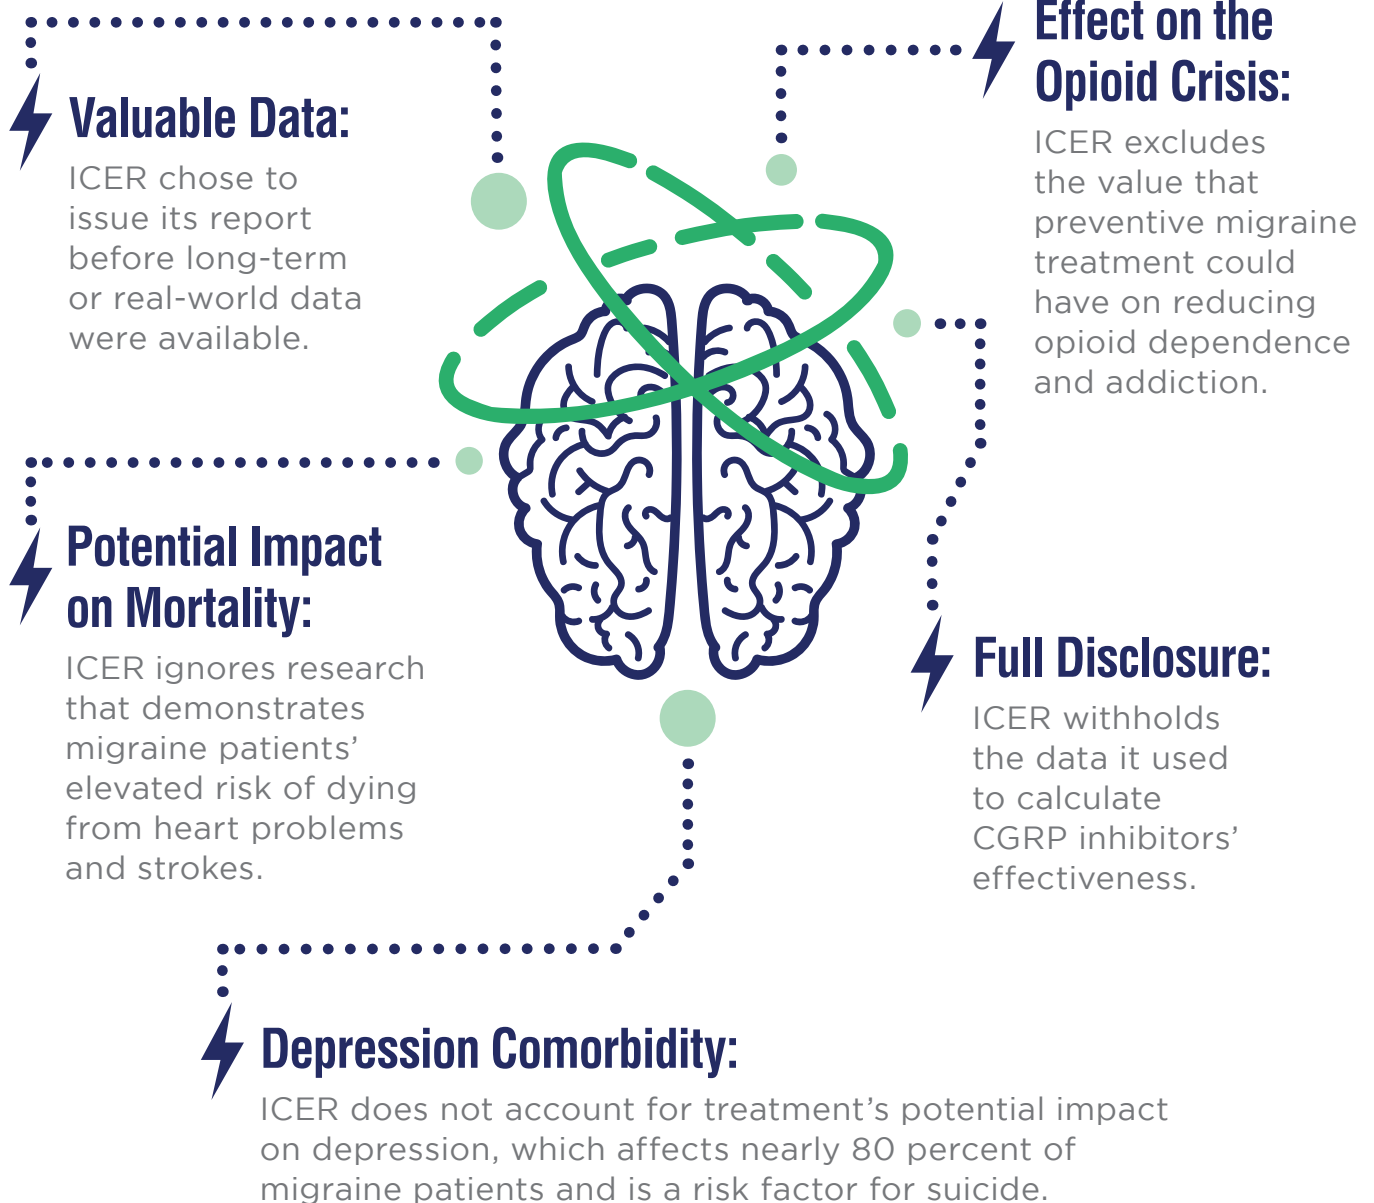 Valuable Data:
ICER chose to
issue its report
before long-term
or real-world data
were available.
Effect on the
Opioid Crisis:
ICER excludes
the value that
preventive migraine
treatment could
have on reducing
opioid dependence
and addiction.
Potential Impact
on Mortality:
ICER ignores research
that demonstrates
migraine patients’
elevated risk of dying
from heart problems
and strokes.
Full Disclosure:
ICER withholds
the data it used
to calculate
CGRP inhibitors’
effectiveness.
Depression Comorbidity:
ICER does not account for treatment’s potential impact
on depression, which affects nearly 80 percent of
migraine patients and is a risk factor for suicide.